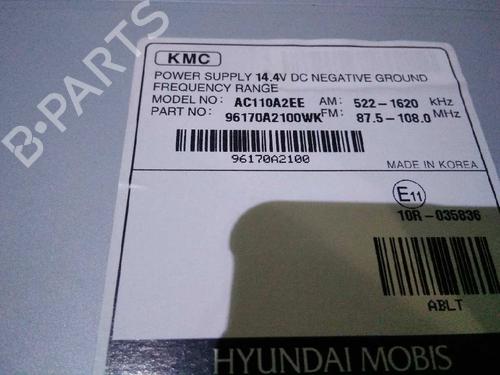 B-PARTS
KMC
POWER SUPPLY 14.4V DC NEGATIVE GROUND
FREQUENCY RANGE
MODEL NO: AC110A2EE AM: 522-1620 kHz
PART NO: 96170A2100WK FM: 87.5-108.0 MHz
96170A2100
MADE IN KOREA
E11
10R-035836
ABLT
HYUNDAI MOBIS